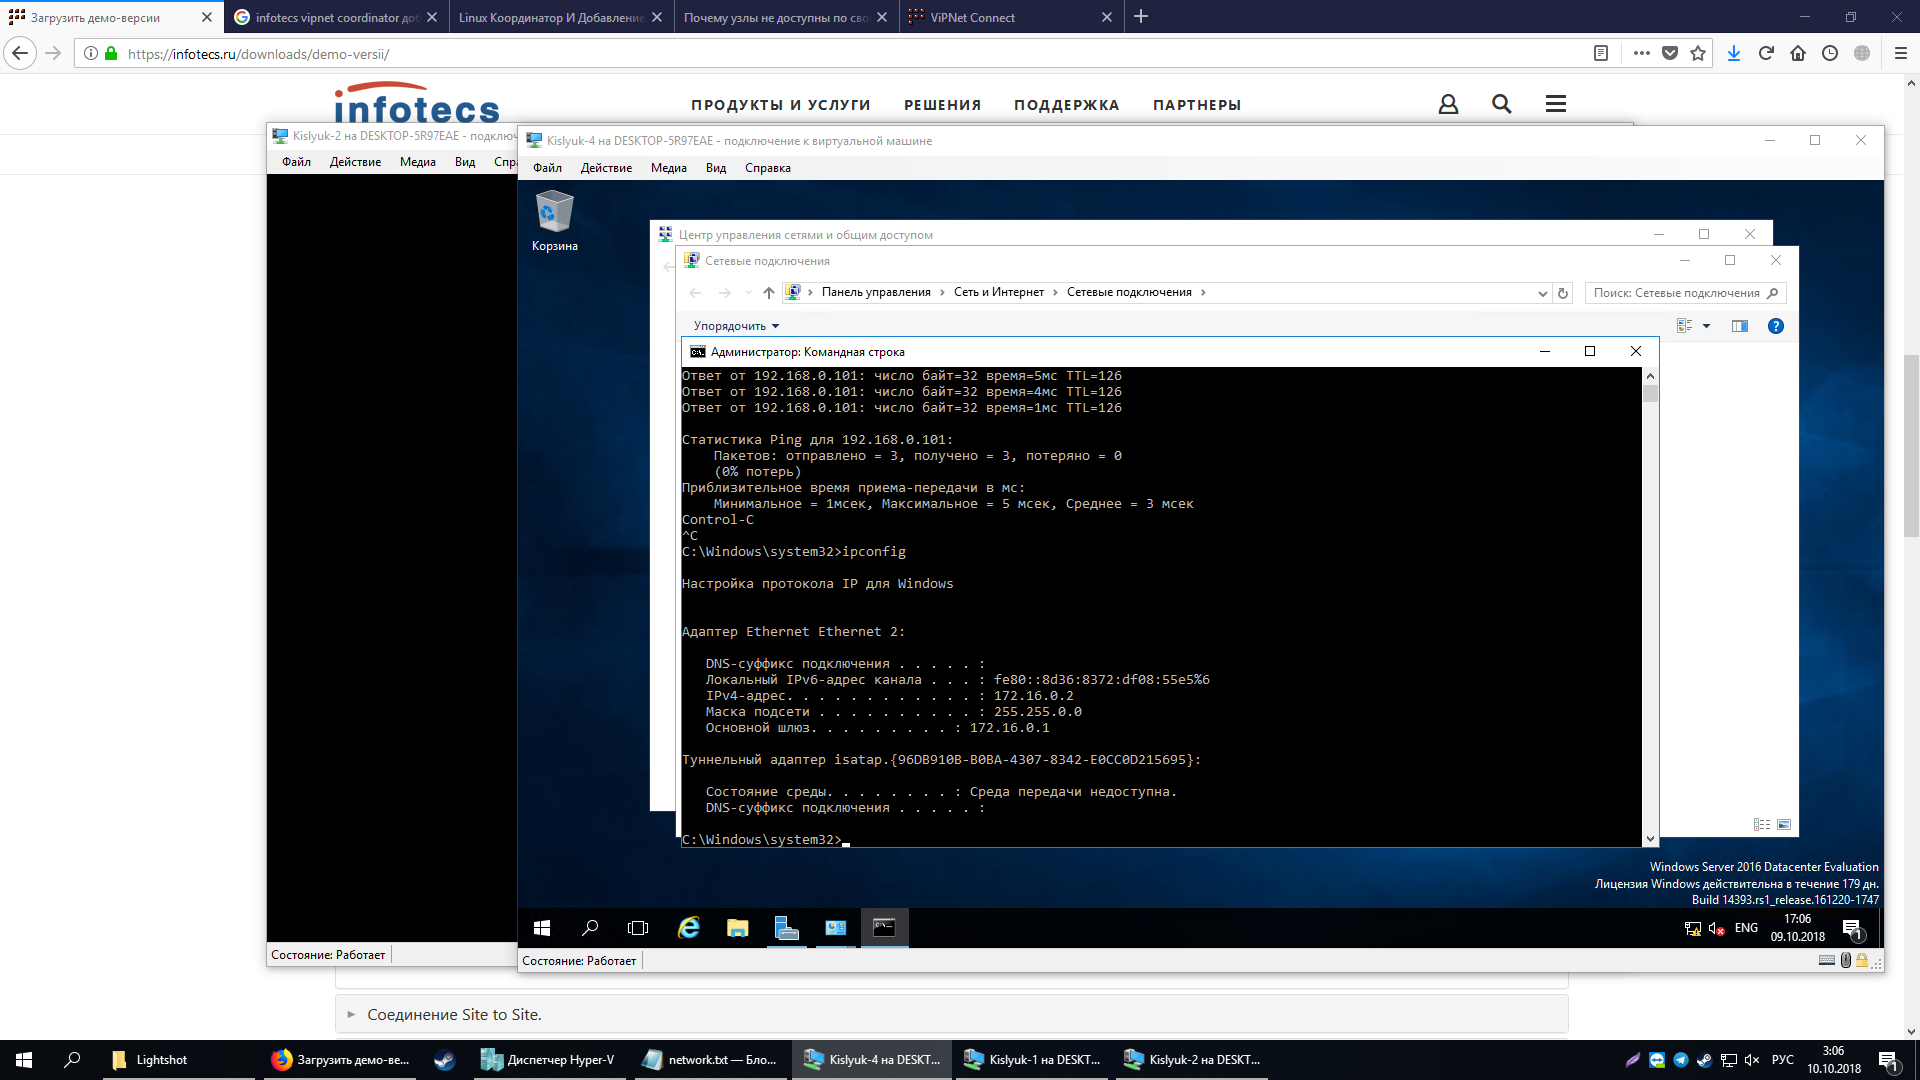 Загрузить демо-версии
infotecs vipnet coordinator доб
Linux Координатор И Добавление
Почему узлы не доступны по сво
ViPNet Connect
https://infotecs.ru/downloads/demo-versii/
infotecs
ПРОДУКТЫ И УСЛУГИ
РЕШЕНИЯ
ПОДДЕРЖКА
ПАРТНЕРЫ
Kislyuk-2 на DESKTOP-5R97EAE - подключ
Файл Действие Медиа Вид Спр
Kislyuk-4 на DESKTOP-5R97EAE - подключение к виртуальной машине
Файл Действие Медиа Вид Справка
Корзина
Центр управления сетями и общим доступом
Сетевые подключения
Панель управления › Сеть и Интернет › Сетевые подключения ›
Поиск: Сетевые подключения
Упорядочить
Администратор: Командная строка
Ответ от 192.168.0.101: число байт=32 время=5мс TTL=126
Ответ от 192.168.0.101: число байт=32 время=4мс TTL=126
Ответ от 192.168.0.101: число байт=32 время=1мс TTL=126
Статистика Ping для 192.168.0.101:
Пакетов: отправлено = 3, получено = 3, потеряно = 0
(0% потерь)
Приблизительное время приема-передачи в мс:
Минимальное = 1мсек, Максимальное = 5 мсек, Среднее = 3 мсек
Control-C
^C
C:\Windows\system32>ipconfig
Настройка протокола IP для Windows
Адаптер Ethernet Ethernet 2:
DNS-суффикс подключения . . . . . :
Локальный IPv6-адрес канала . . . : fe80::8d36:8372:df08:55e5%6
IPv4-адрес. . . . . . . . . . . . : 172.16.0.2
Маска подсети . . . . . . . . . . : 255.255.0.0
Основной шлюз. . . . . . . . . : 172.16.0.1
Туннельный адаптер isatap.{96DB910B-B0BA-4307-8342-E0CC0D215695}:
Состояние среды. . . . . . . . : Среда передачи недоступна.
DNS-суффикс подключения . . . . . :
C:\Windows\system32>
Windows Server 2016 Datacenter Evaluation
Лицензия Windows действительна в течение 179 дн.
Build 14393.rs1_release.161220-1747
ENG
17:06
09.10.2018
1
Состояние: Работает
Состояние: Работает
Соединение Site to Site.
Lightshot
Загрузить демо-ве...
Диспетчер Hyper-V
network.txt — Бло...
Kislyuk-4 на DESKT...
Kislyuk-1 на DESKT...
Kislyuk-2 на DESKT...
РУС
3:06
10.10.2018
1